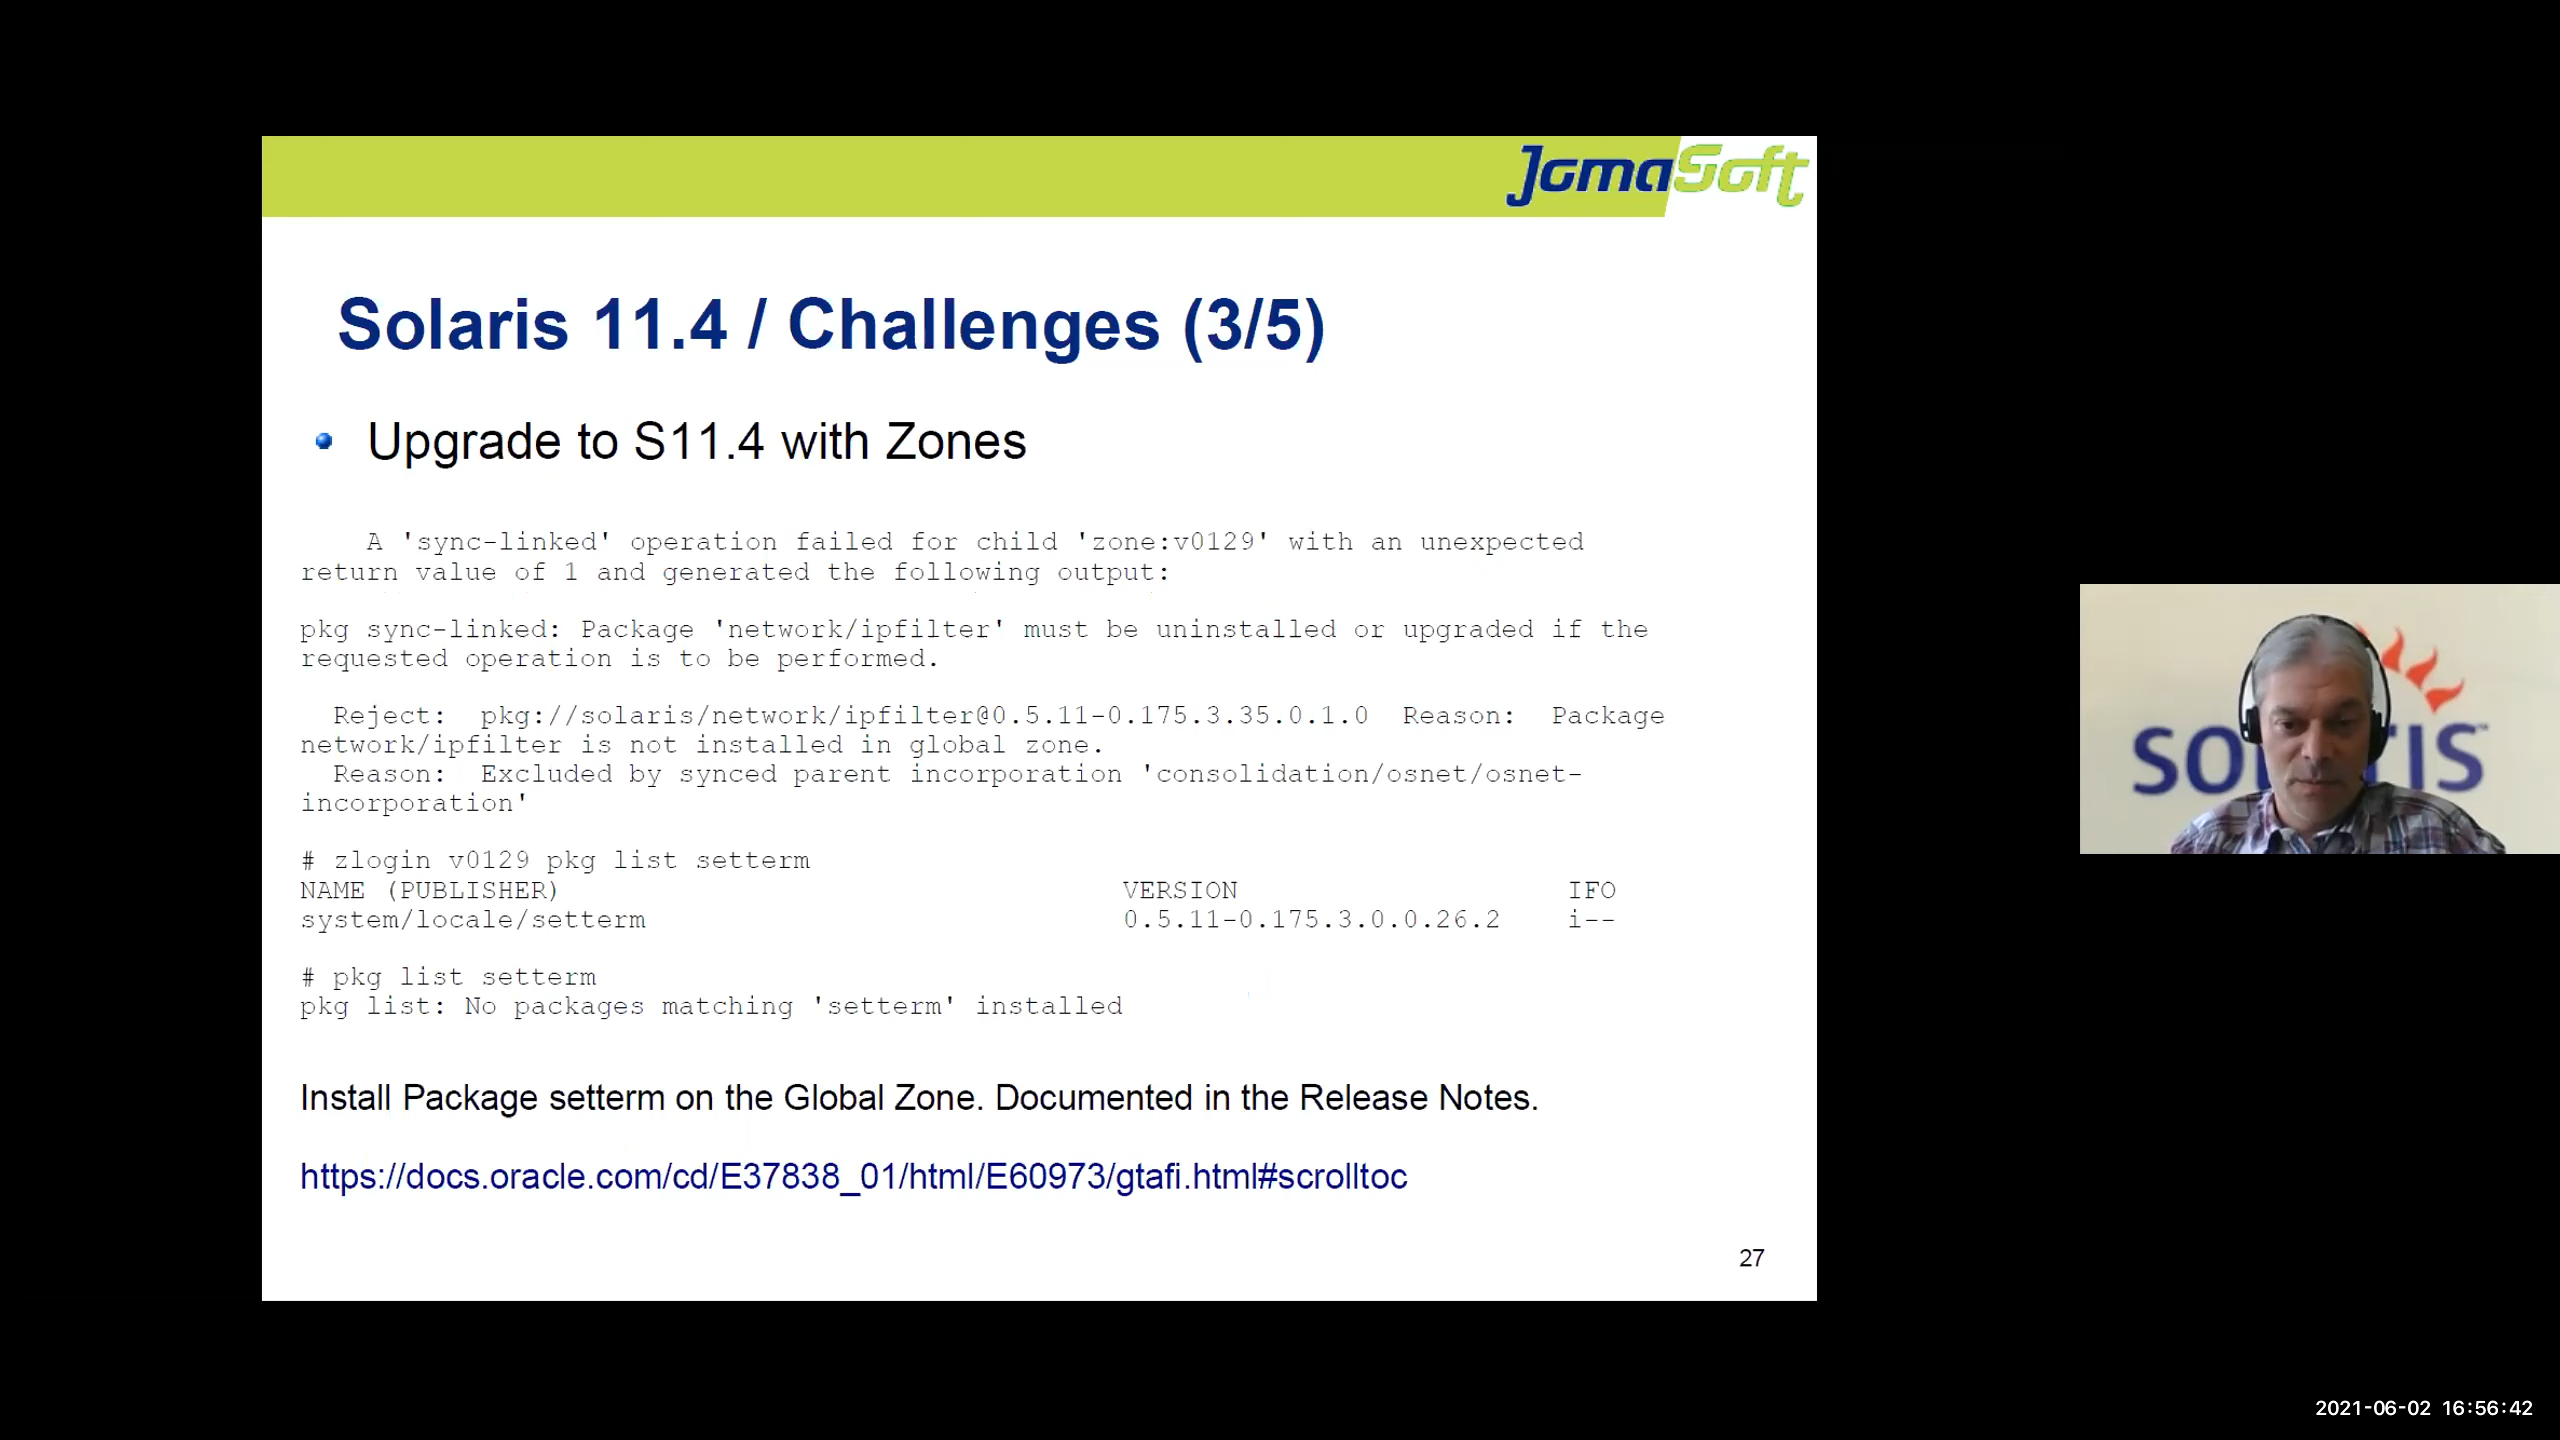 JomaSoft
Solaris 11.4 / Challenges (3/5)
Upgrade to S11.4 with Zones
A 'sync-linked' operation failed for child 'zone:v0129' with an unexpected
return value of 1 and generated the following output:
pkg sync-linked: Package 'network/ipfilter' must be uninstalled or upgraded if the
requested operation is to be performed.
Reject:  pkg://solaris/network/ipfilter@0.5.11-0.175.3.35.0.1.0  Reason:  Package
network/ipfilter is not installed in global zone.
Reason:  Excluded by synced parent incorporation 'consolidation/osnet/osnet-
incorporation'
# zlogin v0129 pkg list setterm
NAME (PUBLISHER) VERSION IFO
system/locale/setterm 0.5.11-0.175.3.0.0.26.2 i--
# pkg list setterm
pkg list: No packages matching 'setterm' installed
Install Package setterm on the Global Zone. Documented in the Release Notes.
https://docs.oracle.com/cd/E37838_01/html/E60973/gtafi.html#scrolltoc
27
2021-06-02 16:56:42